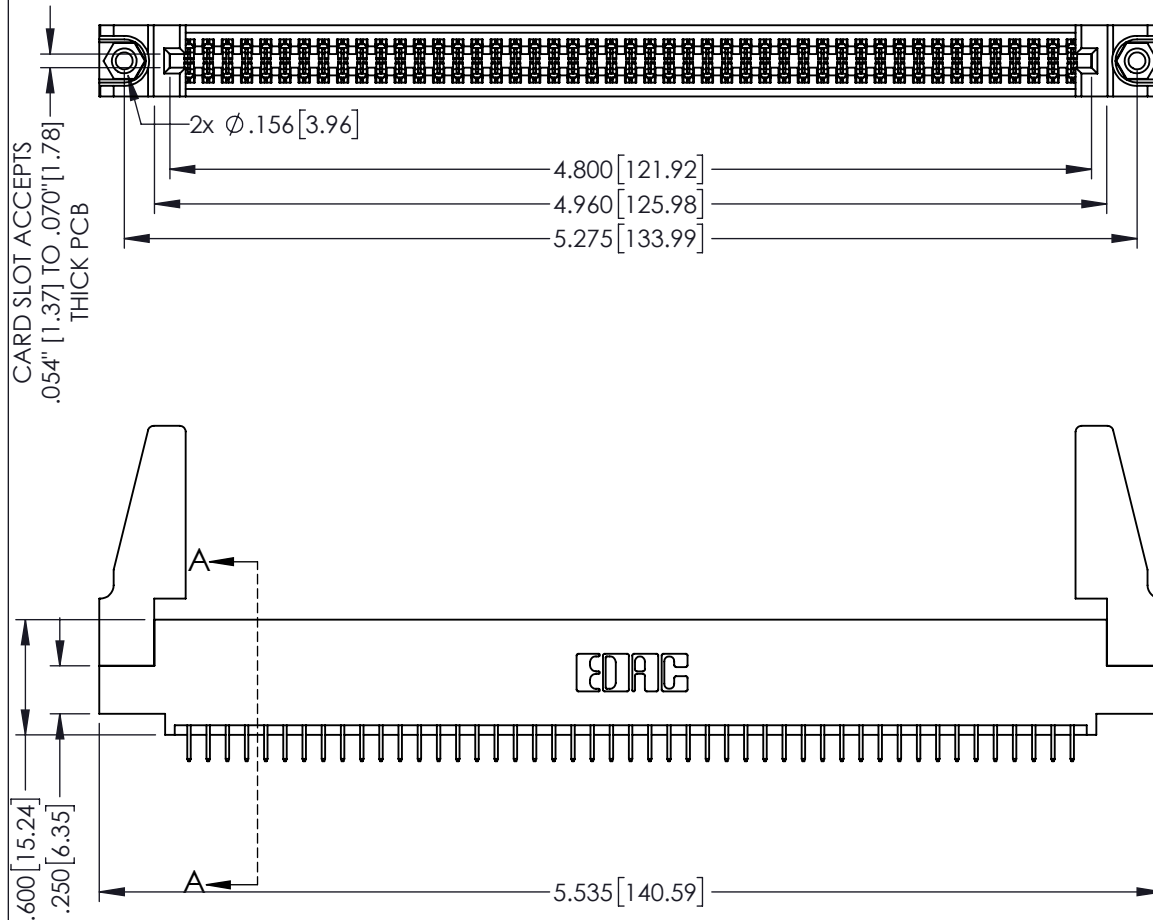 2x Ø.156[3.96]
4.800[121.92]
4.960[125.98]
5.275[133.99]
CARD SLOT ACCEPTS
.054" [1.37] TO .070"[1.78]
THICK PCB
A
EDAC
.600[15.24]
.250[6.35]
A
5.535[140.59]